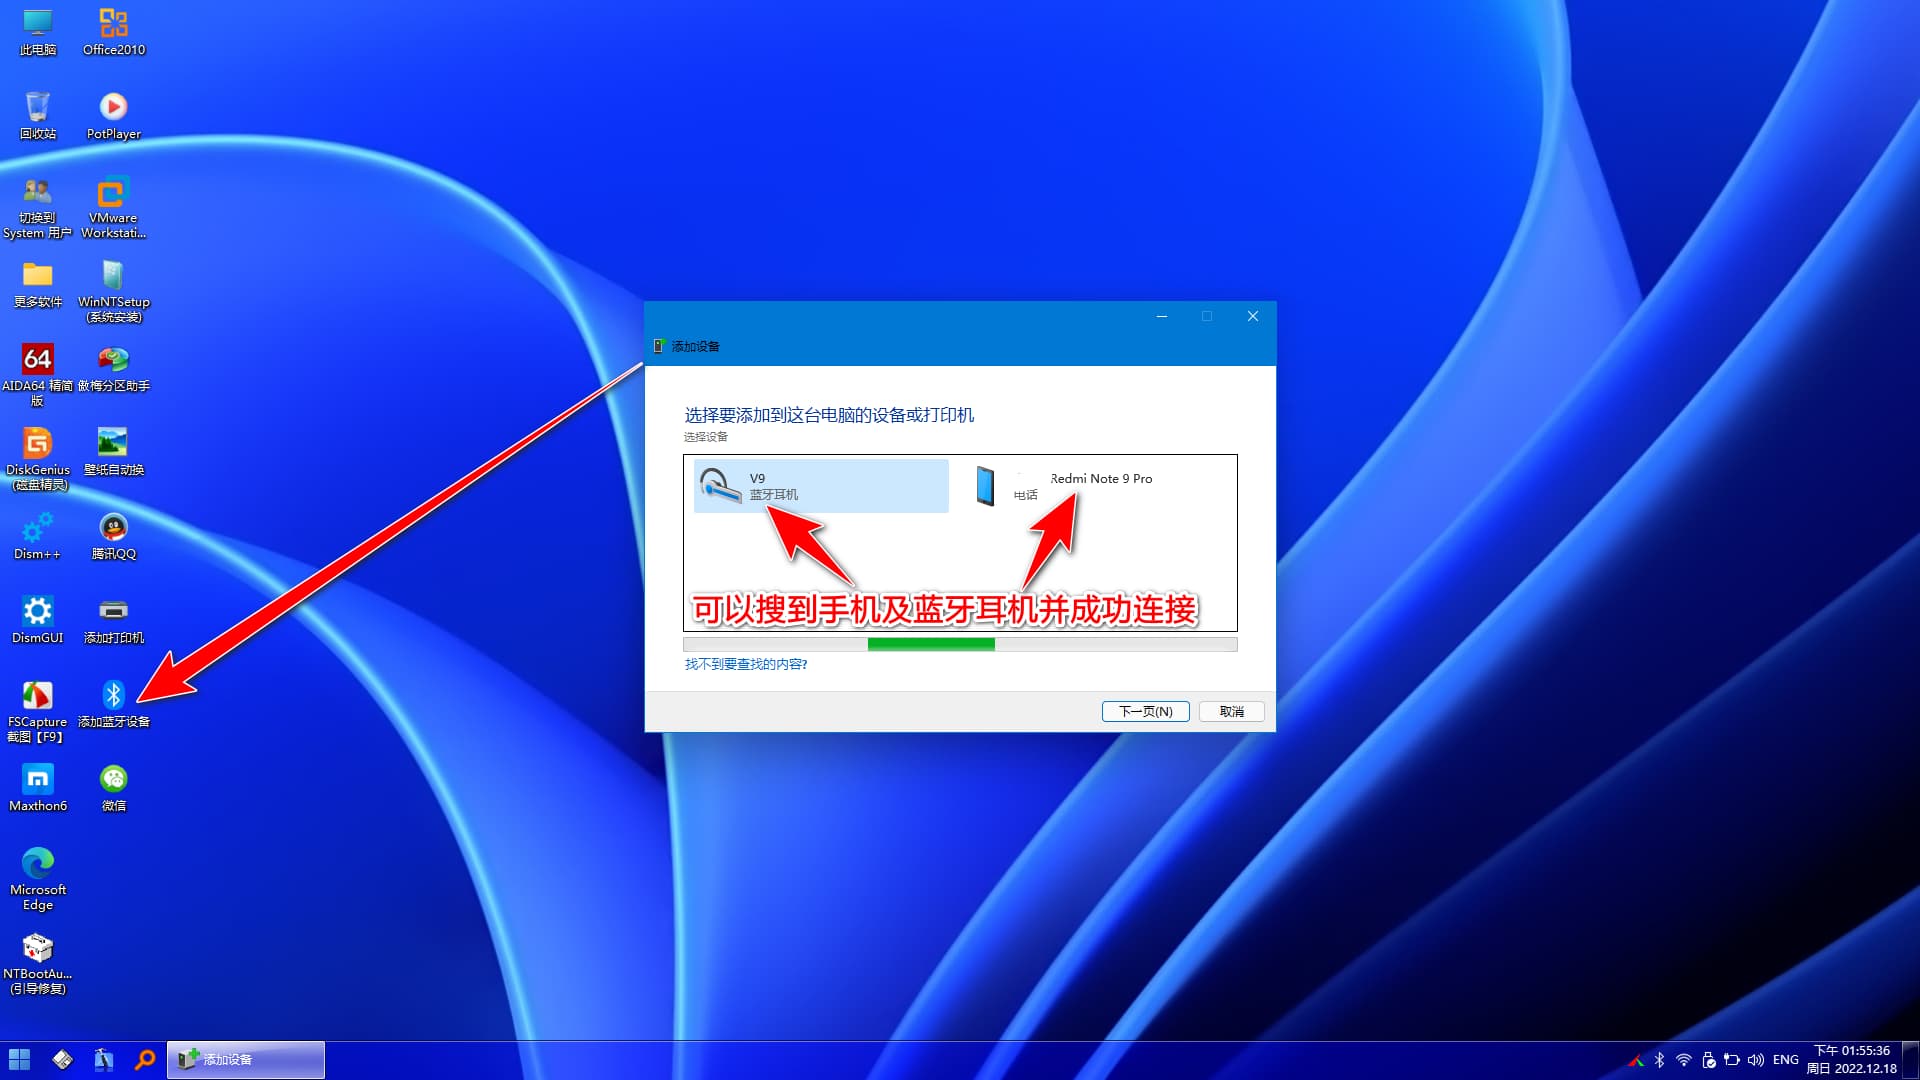 此电脑
Office2010
回收站
PotPlayer
切换到
System 用户
VMware
Workstati...
更多软件
WinNTSetup
(系统安装)
64
AIDA64 精简
版
傲梅分区助手
DiskGenius
(磁盘精灵)
壁纸自动换
Dism++
腾讯QQ
DismGUI
添加打印机
FSCapture
截图【F9】
添加蓝牙设备
Maxthon6
微信
Microsoft
Edge
NTBootAu...
(引导修复)
添加设备
选择要添加到这台电脑的设备或打印机
选择设备
V9
蓝牙耳机
Redmi Note 9 Pro
电话
可以搜到手机及蓝牙耳机并成功连接
找不到要查找的内容?
下一页(N)
取消
添加设备
ENG
下午 01:55:36
周日 2022.12.18